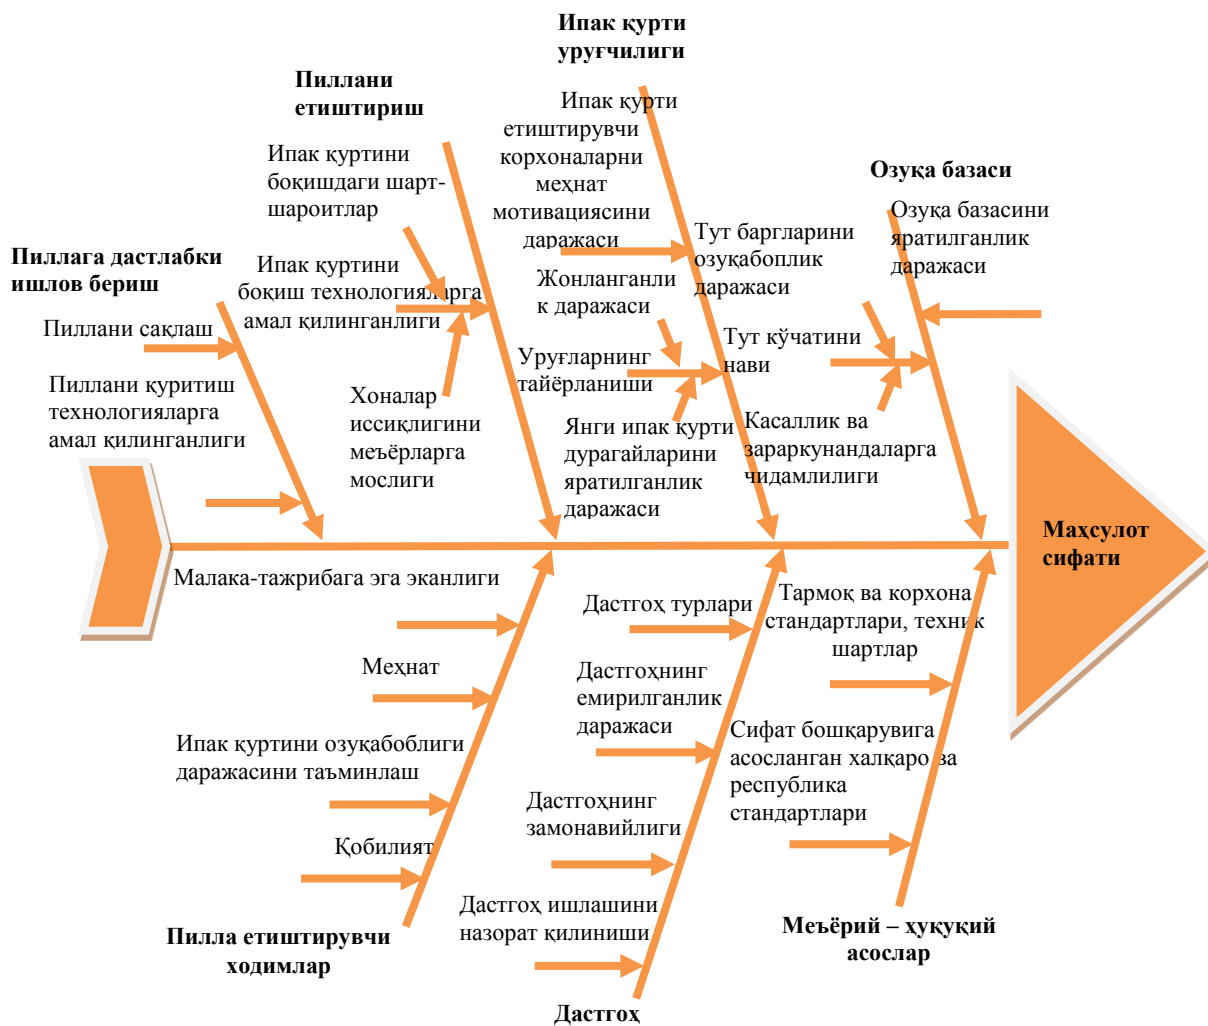 Ипак қурти
уруғчилиги
Пиллани
етиштириш
Ипак қурти
етиштирувчи
корхоналарни
меҳнат
мотивациясини
даражаси
Ипак қуртини
боқишдаги шарт-
шароитлар
Озуқа базаси
Озуқа базасини
яратилганлик
даражаси
Тут баргларини
озуқабоплик
даражаси
Пиллага дастлабки
ишлов бериш
Ипак қуртини
боқиш технологияларга
амал қилинганлиги
Жонланганли
к даражаси
Пиллани сақлаш
Тут кўчатини
нави
Уруғларнинг
тайёрланиши
Пиллани қуритиш
технологияларга
амал қилинганлиги
Хоналар
иссиқлигини
меъёрларга
мослиги
Янги ипак қурти
дурагайларини
яратилганлик
даражаси
Касаллик ва
зараркунандаларга
чидамлилиги
Маҳсулот
сифати
Малака-тажрибага эга эканлиги
Дастгоҳ турлари
Тармоқ ва корхона
стандартлари, техник
шартлар
Меҳнат
Дастгоҳнинг
емирилганлик
даражаси
Ипак қуртини озуқабоблиги
даражасини таъминлаш
Сифат бошқарувига
асосланган халқаро ва
республика
стандартлари
Дастгоҳнинг
замонавийлиги
Қобилият
Дастгоҳ ишлашини
назорат қилиниши
Пилла етиштирувчи
ходимлар
Меъёрий – ҳуқуқий
асослар
Дастгоҳ